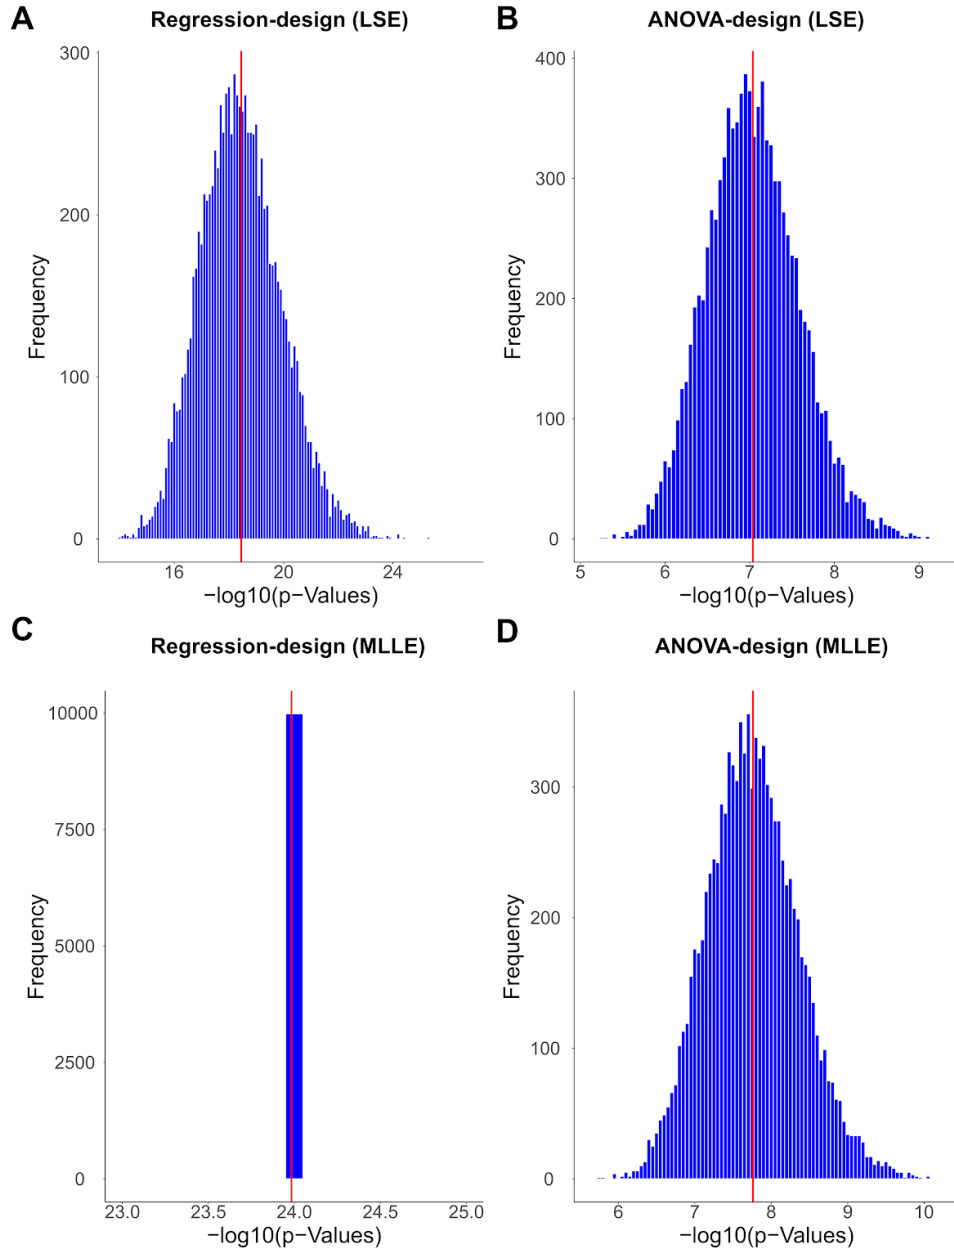 A
Regression-design (LSE)
300
200
100
0
Frequency
16 20 24
−log10(p−Values)
B
ANOVA-design (LSE)
400
300
200
100
0
Frequency
5 6 7 8 9
−log10(p−Values)
C
Regression-design (MLLE)
10000
7500
5000
2500
0
Frequency
23.0 23.5 24.0 24.5 25.0
−log10(p−Values)
D
ANOVA-design (MLLE)
300
200
100
0
Frequency
6 7 8 9 10
−log10(p−Values)